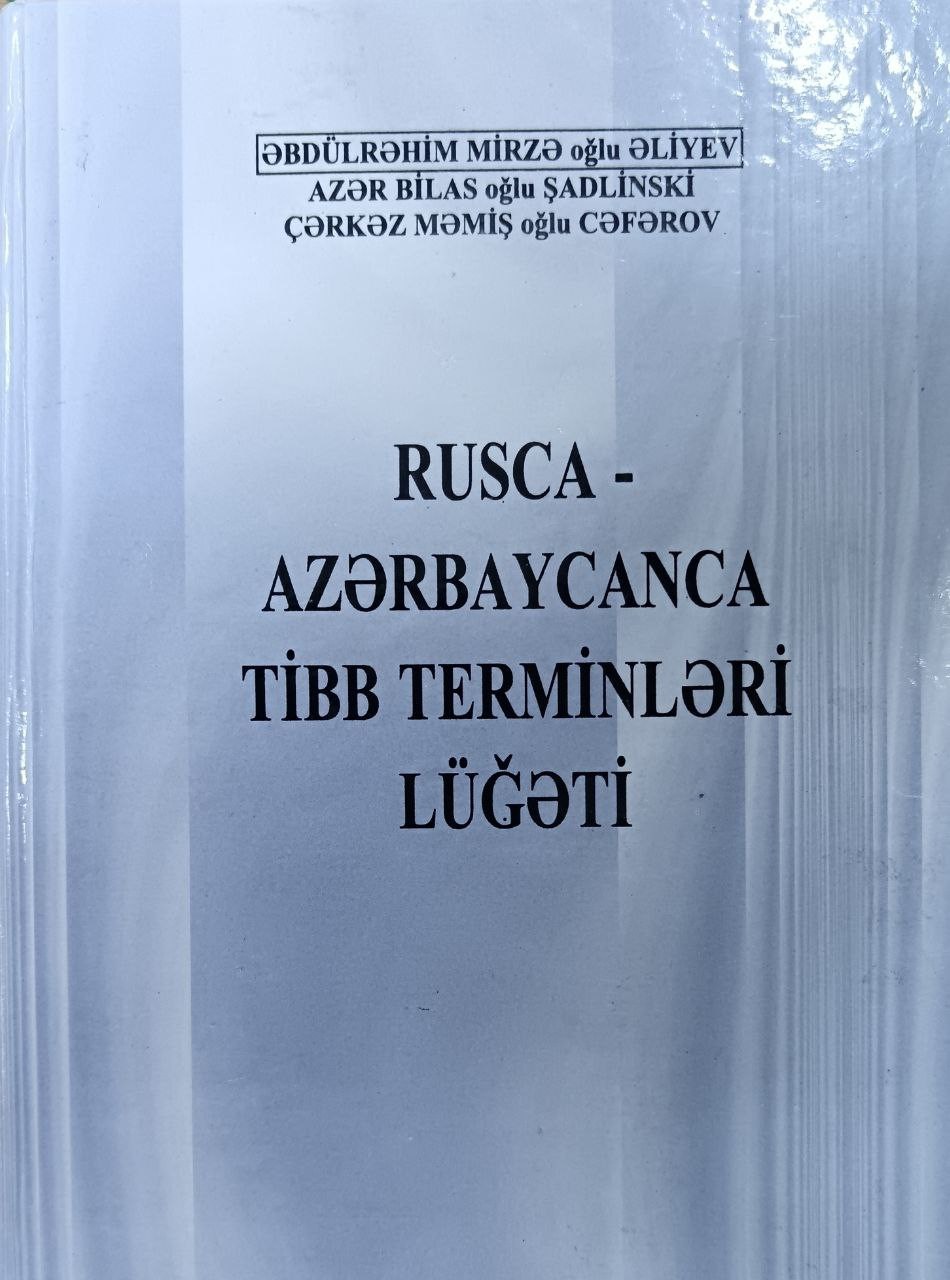 ƏBDÜLRƏHİM MİRZƏ oğlu ƏLİYEV
AZƏR BİLAS oğlu ŞADLİNSKİ
ÇƏRKƏZ MƏMİŞ oğlu CƏFƏROV
RUSCA -
AZƏRBAYCANCA
TİBB TERMİNLƏRİ
LÜĞƏTİ